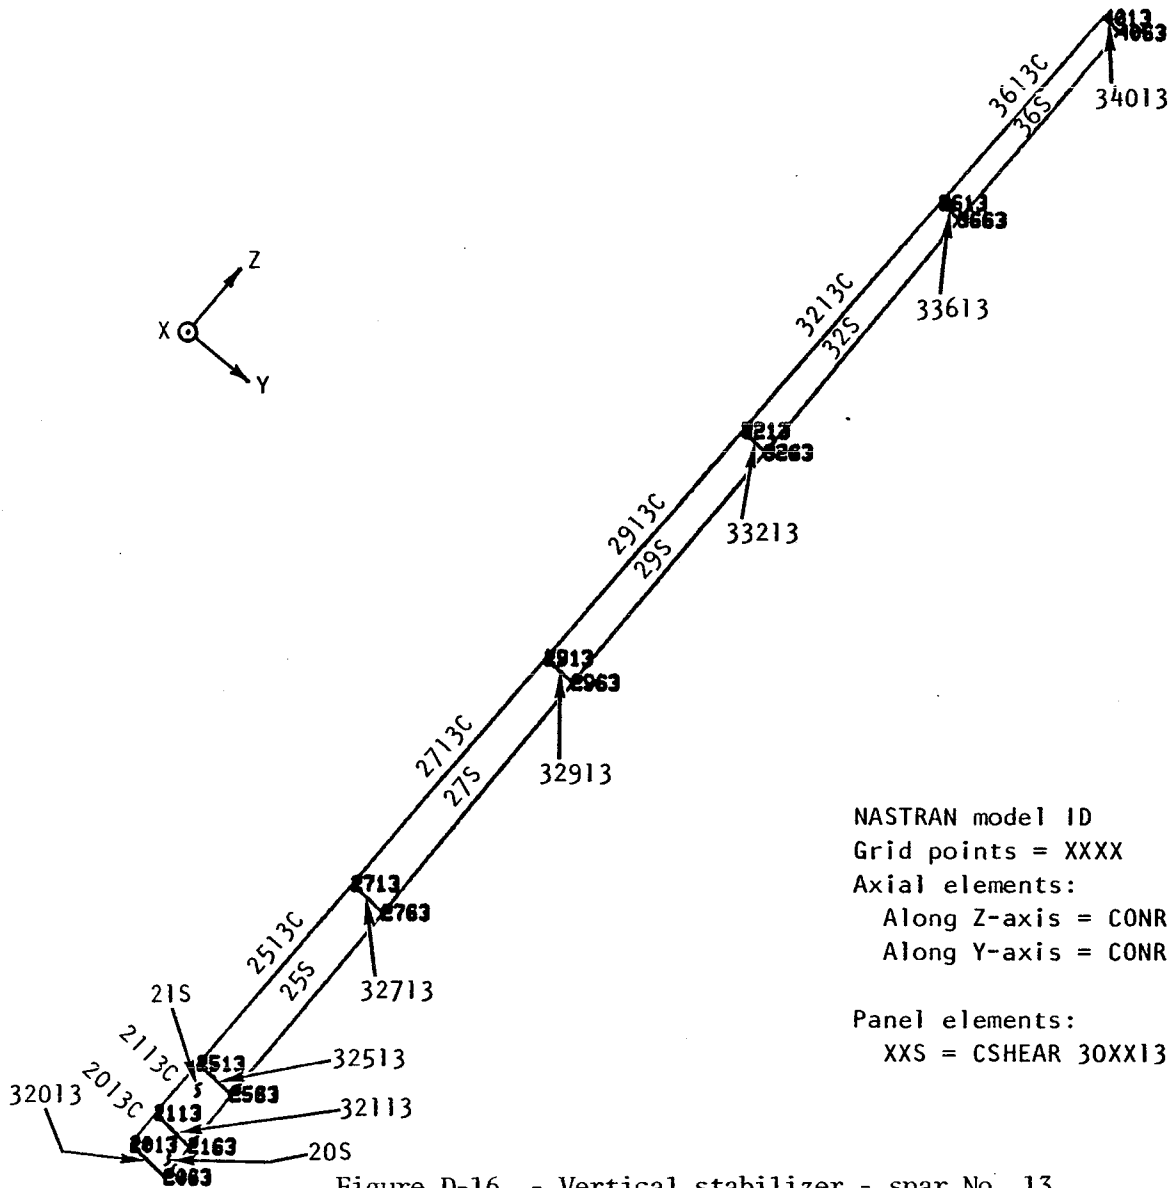 4013
4063
3613C
36S
34013
3613
3663
33613
Z
X
Y
3213C
32S
3213
3263
33213
2913C
29S
2913
2963
32913
2713C
27S
2713
2763
32713
2513C
25S
21S
2513
2563
32513
2113C
2013C
32013
2113
2163
32113
2013
2063
20S
NASTRAN model ID
Grid points = XXXX
Axial elements:
Along Z-axis = CONR
Along Y-axis = CONR
Panel elements:
XXS = CSHEAR 30XX13
Figure D-16. - Vertical stabilizer - spar No. 13